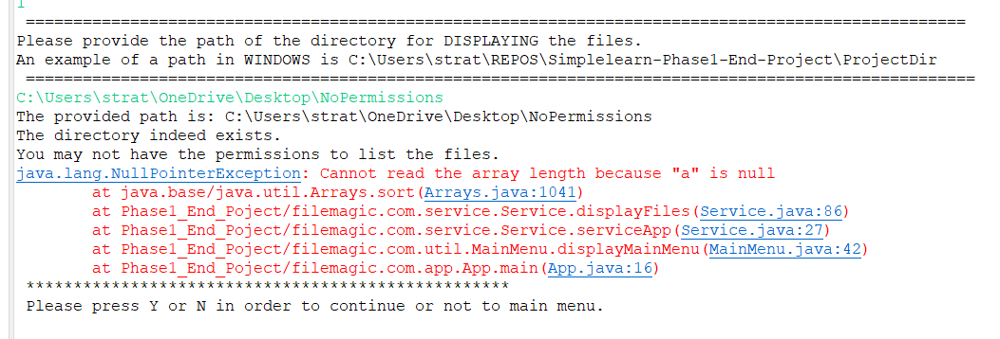 1
===================================================================================================
Please provide the path of the directory for DISPLAYING the files.
An example of a path in WINDOWS is C:\Users\strat\REPOS\Simplelearn-Phase1-End-Project\ProjectDir
====================================================================================================
C:\Users\strat\OneDrive\Desktop\NoPermissions
The provided path is: C:\Users\strat\OneDrive\Desktop\NoPermissions
The directory indeed exists.
You may not have the permissions to list the files.
java.lang.NullPointerException: Cannot read the array length because "a" is null
at java.base/java.util.Arrays.sort(Arrays.java:1041)
at Phase1_End_Poject/filemagic.com.service.Service.displayFiles(Service.java:86)
at Phase1_End_Poject/filemagic.com.service.Service.serviceApp(Service.java:27)
at Phase1_End_Poject/filemagic.com.util.MainMenu.displayMainMenu(MainMenu.java:42)
at Phase1_End_Poject/filemagic.com.app.App.main(App.java:16)
***************************************************
Please press Y or N in order to continue or not to main menu.